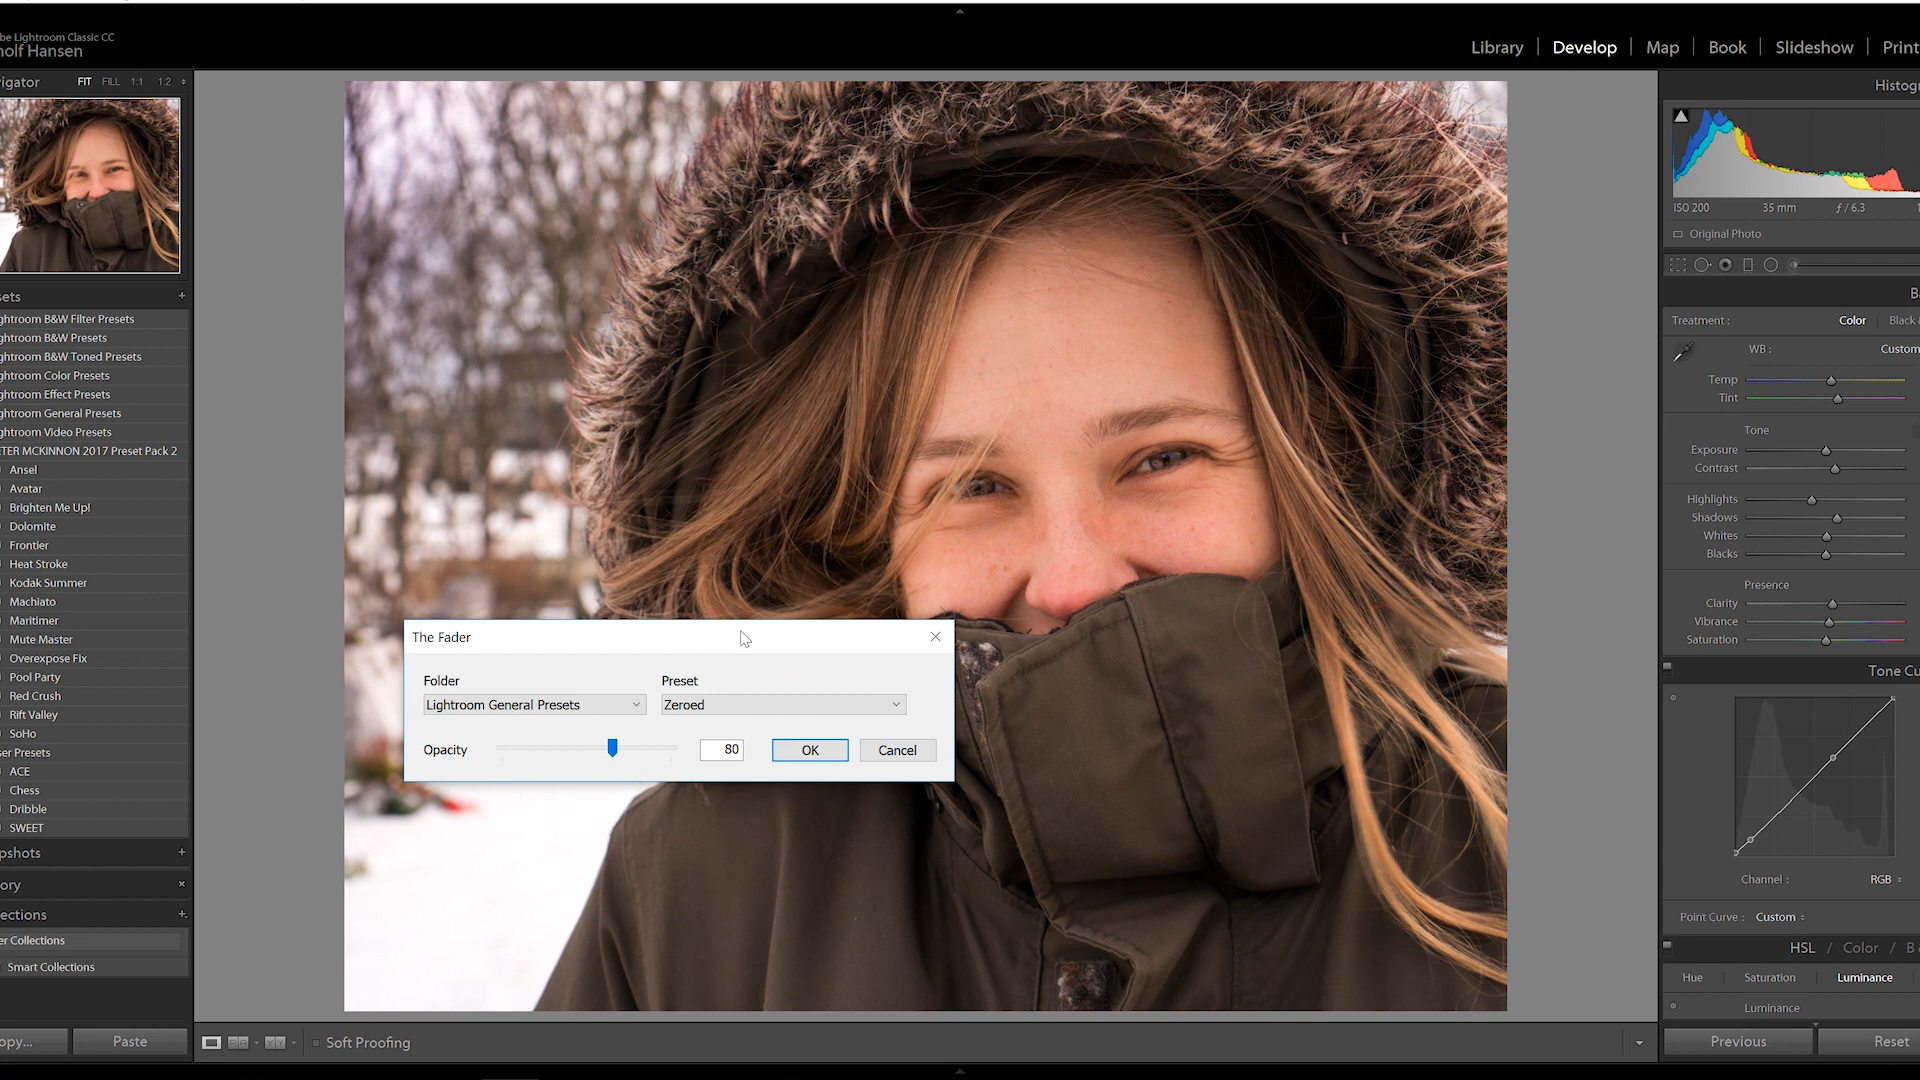 be Lightroom Classic CC
nolf Hansen
Library | Develop | Map | Book | Slideshow | Print
vigator FIT FILL 1:1 1:2
Histogr
ISO 200 35 mm ƒ / 6.3
Original Photo
sets +
ghtroom B&W Filter Presets
ghtroom B&W Presets
ghtroom B&W Toned Presets
ghtroom Color Presets
ghtroom Effect Presets
ghtroom General Presets
ghtroom Video Presets
TER MCKINNON 2017 Preset Pack 2
Ansel
Avatar
Brighten Me Up!
Dolomite
Frontier
Heat Stroke
Kodak Summer
Machiato
Maritimer
Mute Master
Overexpose Fix
Pool Party
Red Crush
Rift Valley
SoHo
ser Presets
ACE
Chess
Dribble
SWEET
pshots +
ory ×
ections +
er Collections
Smart Collections
opy... Paste
The Fader
Folder Preset
Lightroom General Presets Zeroed
Opacity 80 OK Cancel
Soft Proofing
Ba
Treatment : Color Black &
WB : Custom
Temp
Tint
Tone
Exposure
Contrast
Highlights
Shadows
Whites
Blacks
Presence
Clarity
Vibrance
Saturation
Tone Cu
Channel : RGB
Point Curve : Custom
HSL / Color / B &
Hue Saturation Luminance
Luminance
Previous Reset